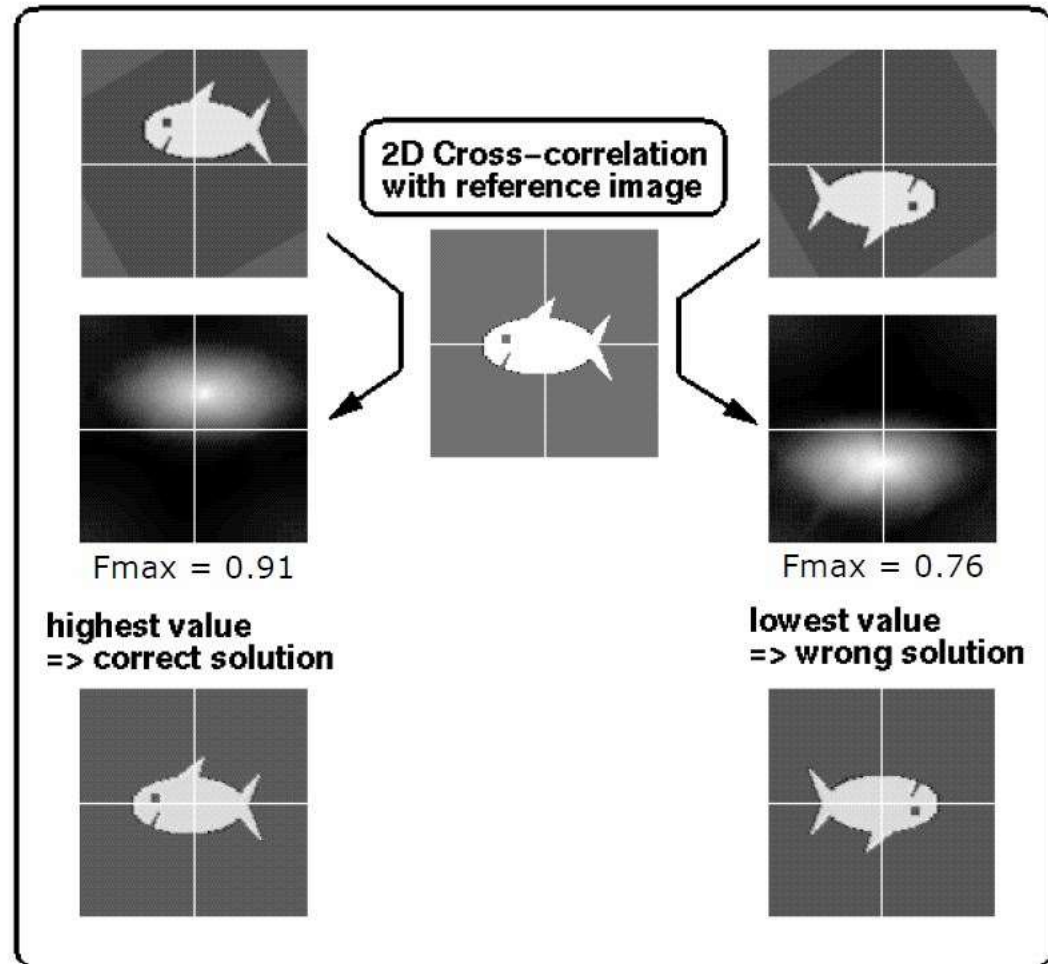 2D Cross-correlation
with reference image
Fmax = 0.91
Fmax = 0.76
highest value
=> correct solution
lowest value
=> wrong solution